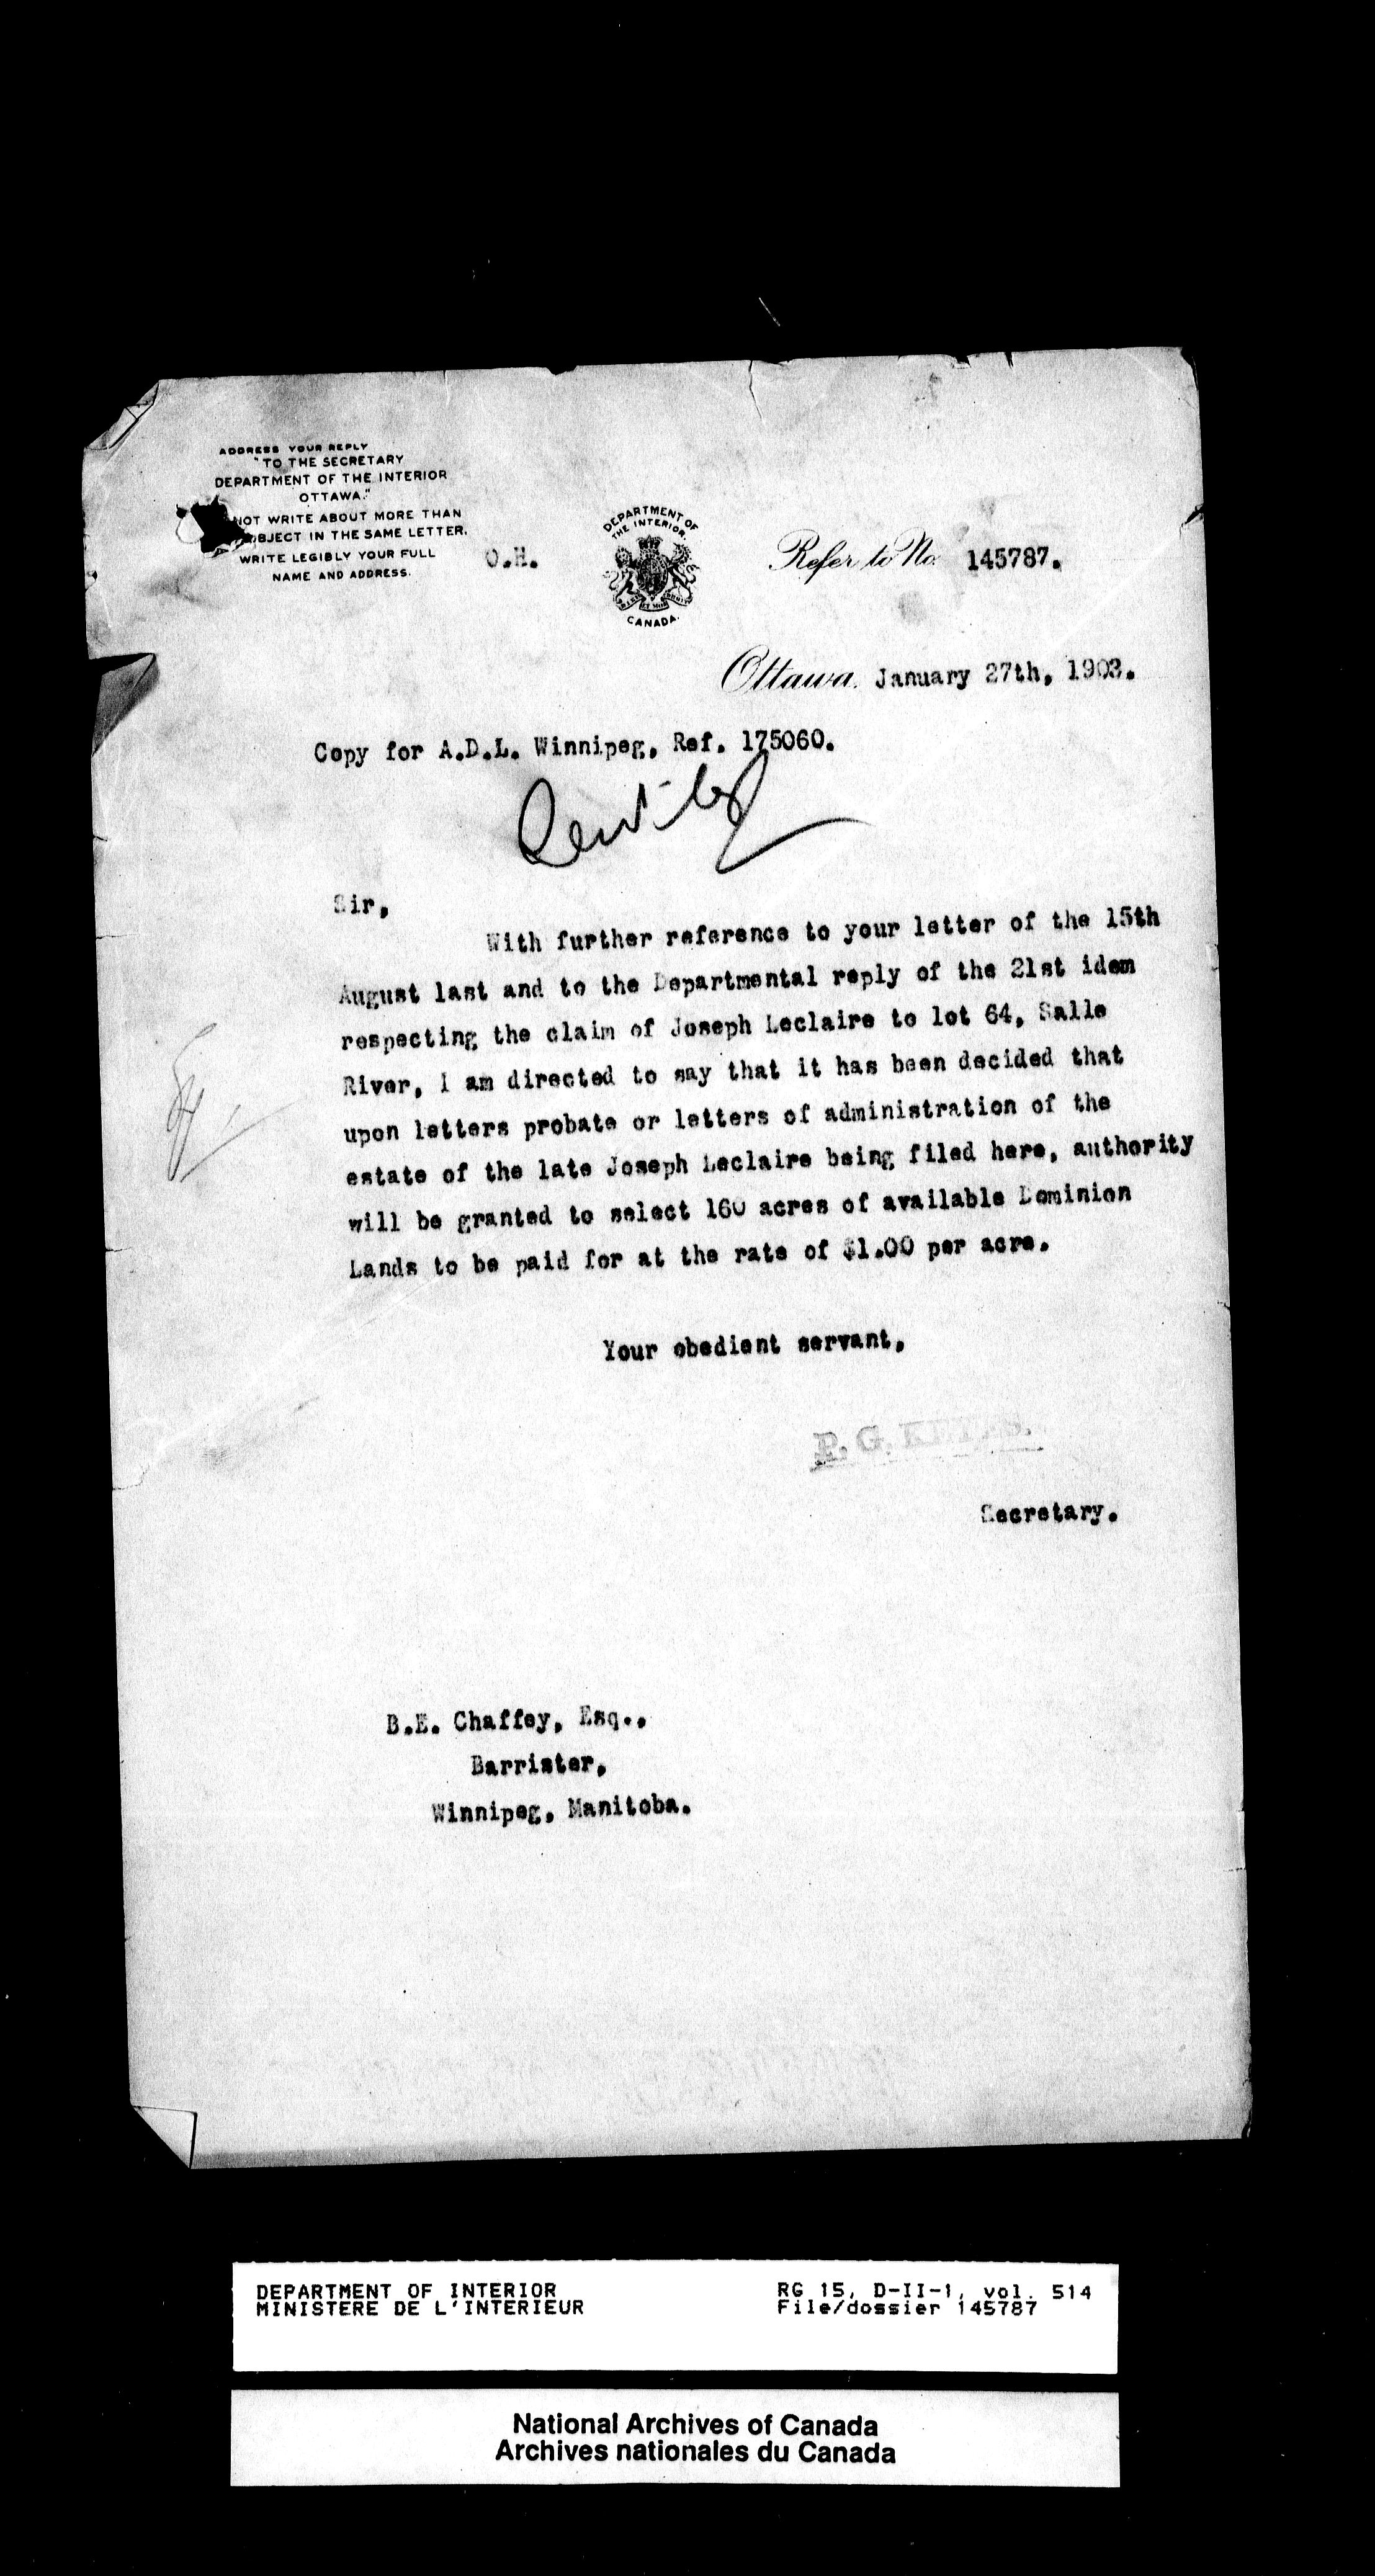 ADDRESS YOUR REPLY
"TO THE SECRETARY
DEPARTMENT OF THE INTERIOR
OTTAWA."
NOT WRITE ABOUT MORE THAN
BJECT IN THE SAME LETTER.
WRITE LEGIBLY YOUR FULL
NAME AND ADDRESS.
O.H.
DEPARTMENT OF
THE INTERIOR.
CANADA.
Refer to No. 145787.
Ottawa. January 27th, 1903.
Copy for A.D.L. Winnipeg, Ref. 175060.
Sir,
With further reference to your letter of the 15th
August last and to the Departmental reply of the 21st idem
respecting the claim of Joseph Leclaire to lot 64, Salle
River, I am directed to say that it has been decided that
upon letters probate or letters of administration of the
estate of the late Joseph Leclaire being filed here, authority
will be granted to select 160 acres of available Dominion
Lands to be paid for at the rate of $1.00 per acre.
Your obedient servant,
P. G. KEYES.
Secretary.
B.E. Chaffey, Esq.,
Barrister,
Winnipeg, Manitoba.
DEPARTMENT OF INTERIOR
MINISTERE DE L'INTERIEUR
RG 15, D-II-1, vol. 514
File/dossier 145787
National Archives of Canada
Archives nationales du Canada